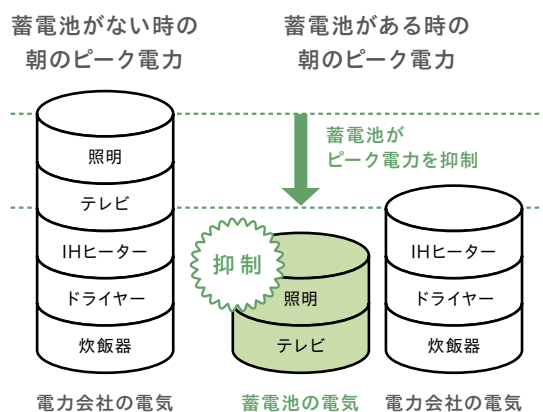 蓄電池がない時の
朝のピーク電力
蓄電池がある時の
朝のピーク電力
蓄電池が
ピーク電力を抑制
照明
テレビ
IHヒーター
ドライヤー
炊飯器
抑制
照明
テレビ
IHヒーター
ドライヤー
炊飯器
電力会社の電気
蓄電池の電気
電力会社の電気